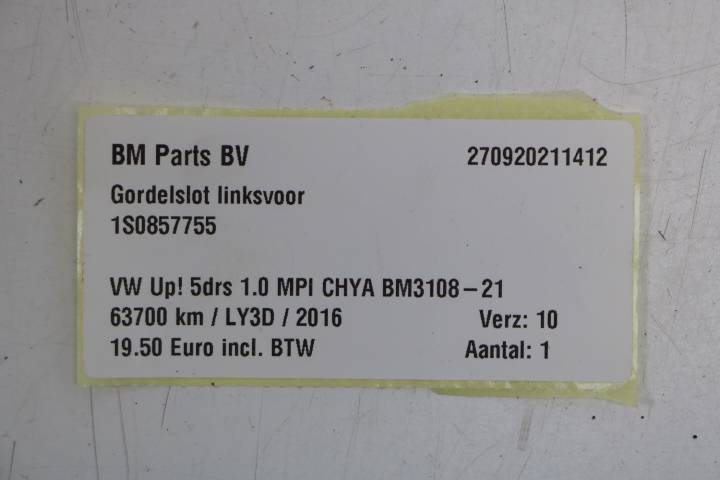 BM Parts BV 270920211412
Gordelslot linksvoor
1S0857755
VW Up! 5drs 1.0 MPI CHYA BM3108-21
63700 km / LY3D / 2016 Verz: 10
19.50 Euro incl. BTW Aantal: 1